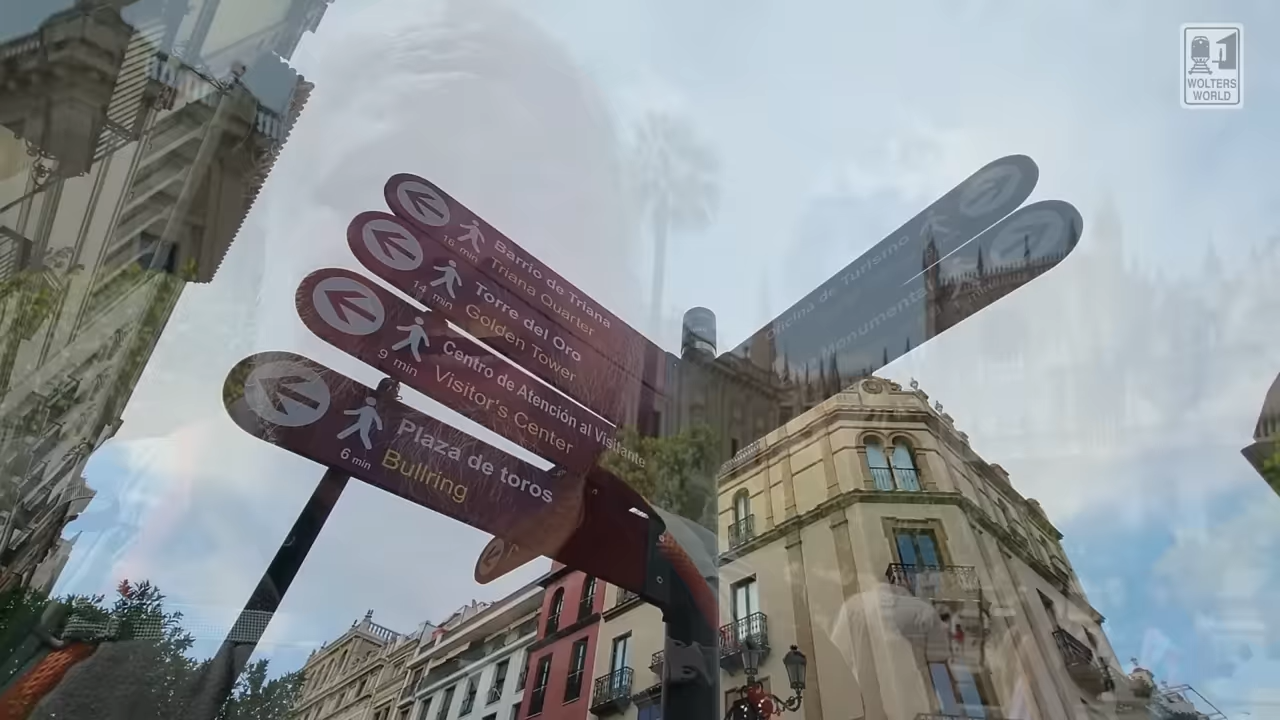 WOLTERS
WORLD
Barrio de Triana
Triana Quarter
16 min
Torre del Oro
Golden Tower
14 min
Centro de Atención al Visitante
Visitor's Center
9 min
Plaza de toros
Bullring
6 min
Oficina de Turismo
Monumental